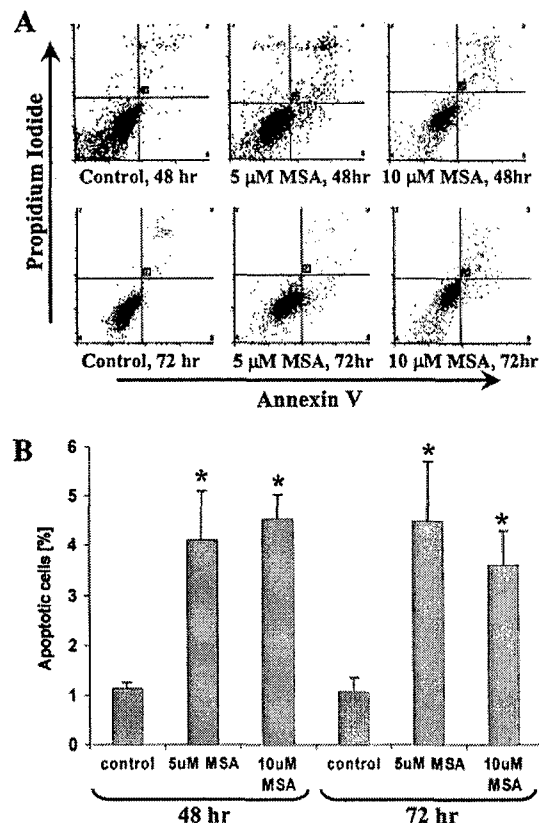 A
Propidium Iodide
Control, 48 hr
5 µM MSA, 48hr
10 µM MSA, 48hr
Control, 72 hr
5 µM MSA, 72hr
10 µM MSA, 72hr
Annexin V
B
Apoptotic cells [%]
6
5
4
3
2
1
0
*
*
*
*
control
5uM MSA
10uM
MSA
control
5uM MSA
10uM
MSA
48 hr
72 hr